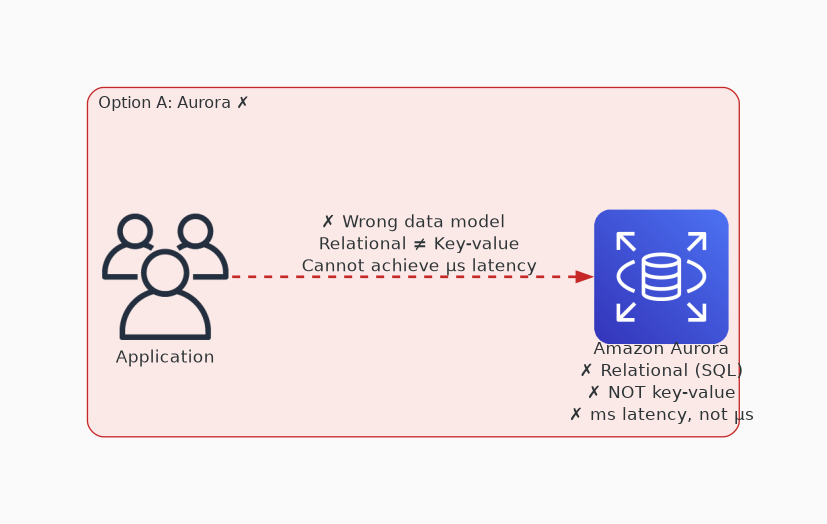 Option A: Aurora ✗
✗ Wrong data model
Relational ≠ Key-value
Cannot achieve µs latency
Application
Amazon Aurora
✗ Relational (SQL)
✗ NOT key-value
✗ ms latency, not µs